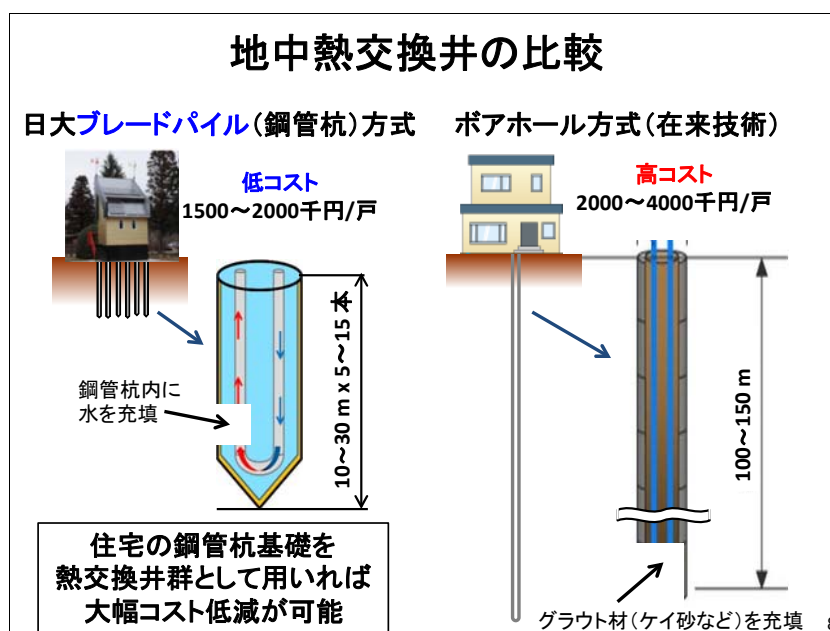 地中熱交換井の比較
日大ブレードパイル(鋼管杭)方式
低コスト
1500～2000千円/戸
鋼管杭内に
水を充填
10～30 m x 5～15 本
住宅の鋼管杭基礎を
熱交換井群として用いれば
大幅コスト低減が可能
ボアホール方式(在来技術)
高コスト
2000～4000千円/戸
100～150 m
グラウト材(ケイ砂など)を充填